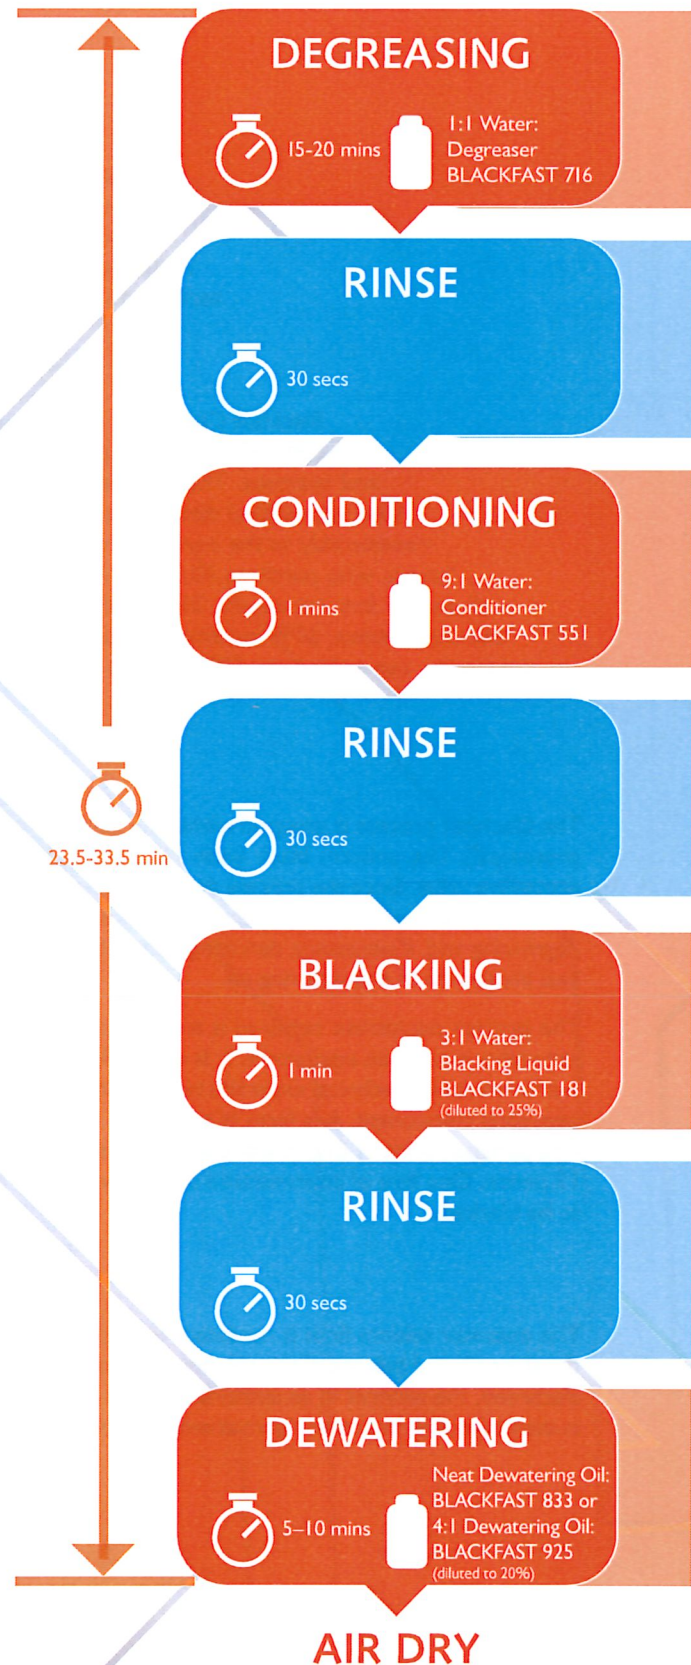 DEGREASING
15-20 mins
1:1 Water:
Degreaser
BLACKFAST 716
RINSE
30 secs
CONDITIONING
1 mins
9:1 Water:
Conditioner
BLACKFAST 551
RINSE
30 secs
23.5-33.5 min
BLACKING
1 min
3:1 Water:
Blacking Liquid
BLACKFAST 181
(diluted to 25%)
RINSE
30 secs
DEWATERING
5–10 mins
Neat Dewatering Oil:
BLACKFAST 833 or
4:1 Dewatering Oil:
BLACKFAST 925
(diluted to 20%)
AIR DRY